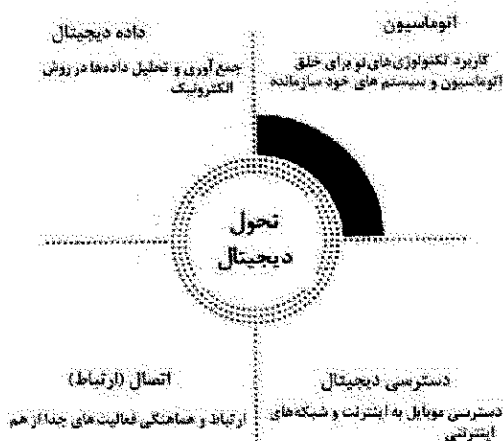 اتوماسیون
کاربرد تکنولوژی‌های نو برای خلق
اتوماسیون و سیستم های خود سازمانده
داده دیجیتال
جمع آوری و تحلیل داده‌ها در روش
الکترونیک
تحول
دیجیتال
دسترسی دیجیتال
دسترسی موبایل به اینترنت و شبکه‌های
اینترنتی
اتصال (ارتباط)
ارتباط و هماهنگی فعالیت‌های جدا از هم